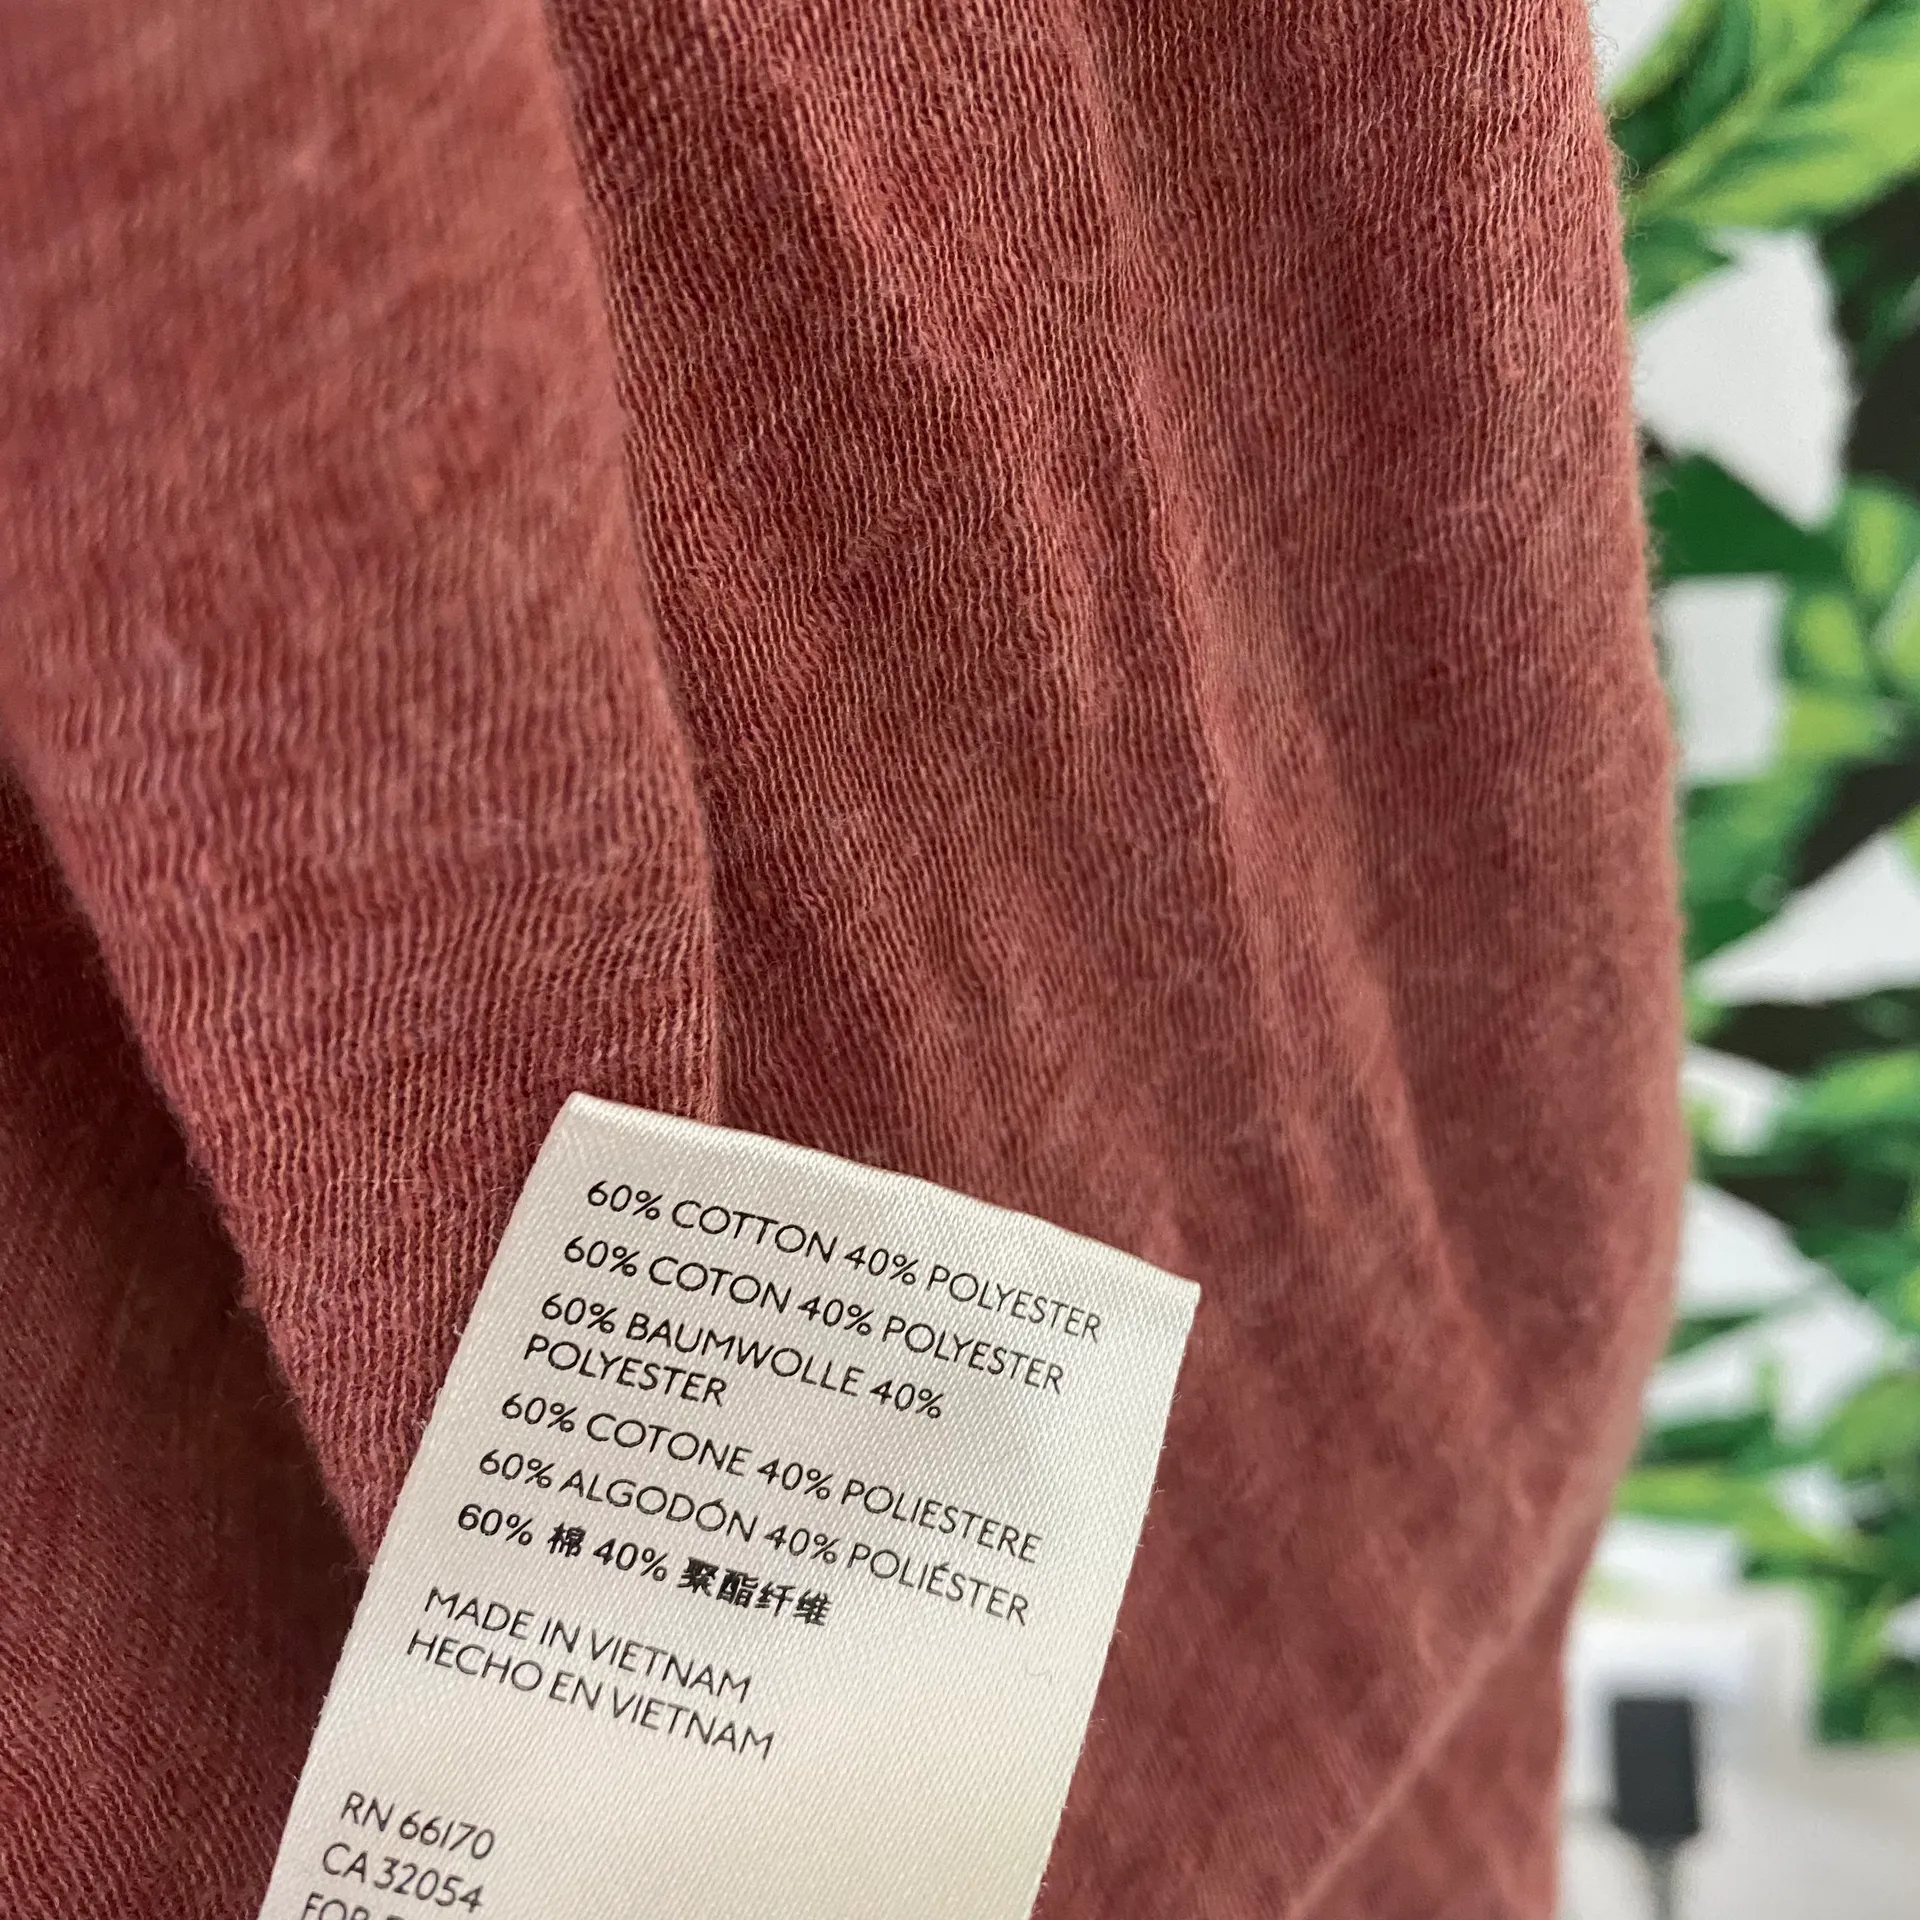 60% COTTON 40% POLYESTER
60% COTON 40% POLYESTER
60% BAUMWOLLE 40%
POLYESTER
60% COTONE 40% POLIESTERE
60% ALGODÓN 40% POLIÉSTER
60% 棉 40% 聚酯纤维
MADE IN VIETNAM
HECHO EN VIETNAM
RN 66170
CA 32054
FOR